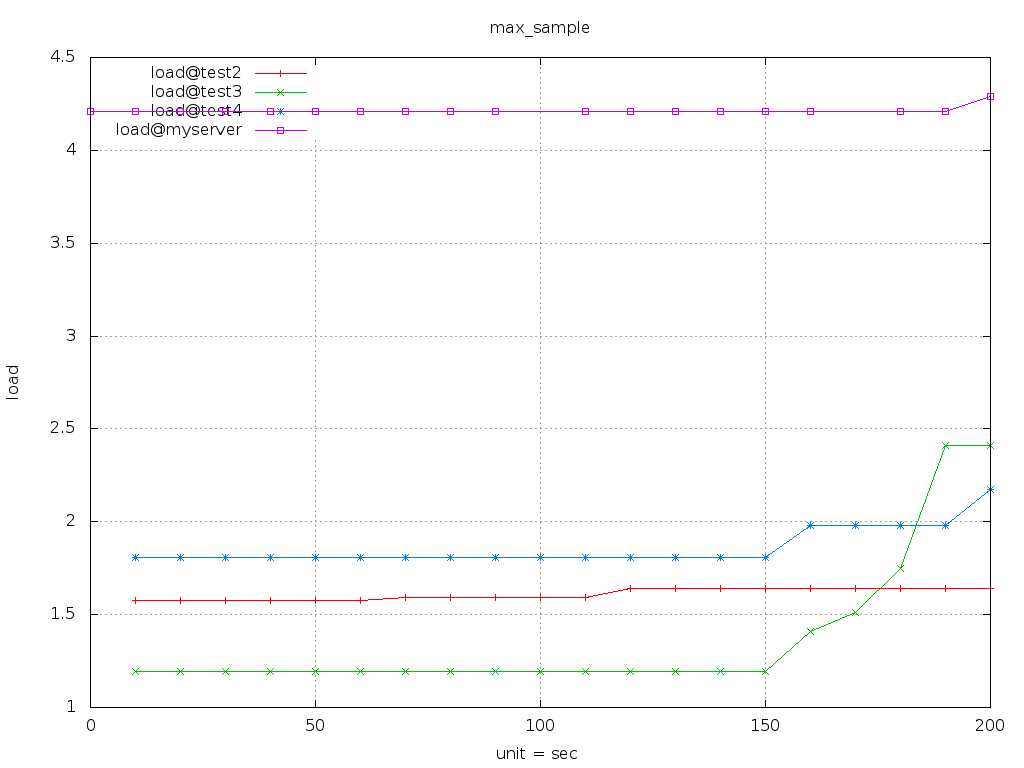 max_sample
4.5
load@test2
load@test3
load@test4
load@myserver
4
3.5
3
load
2.5
2
1.5
1
0 50 100 150 200
unit = sec